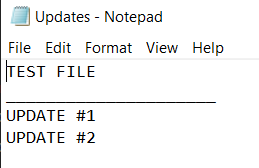 Updates - Notepad
File Edit Format View Help
TEST FILE
_____________________
UPDATE #1
UPDATE #2